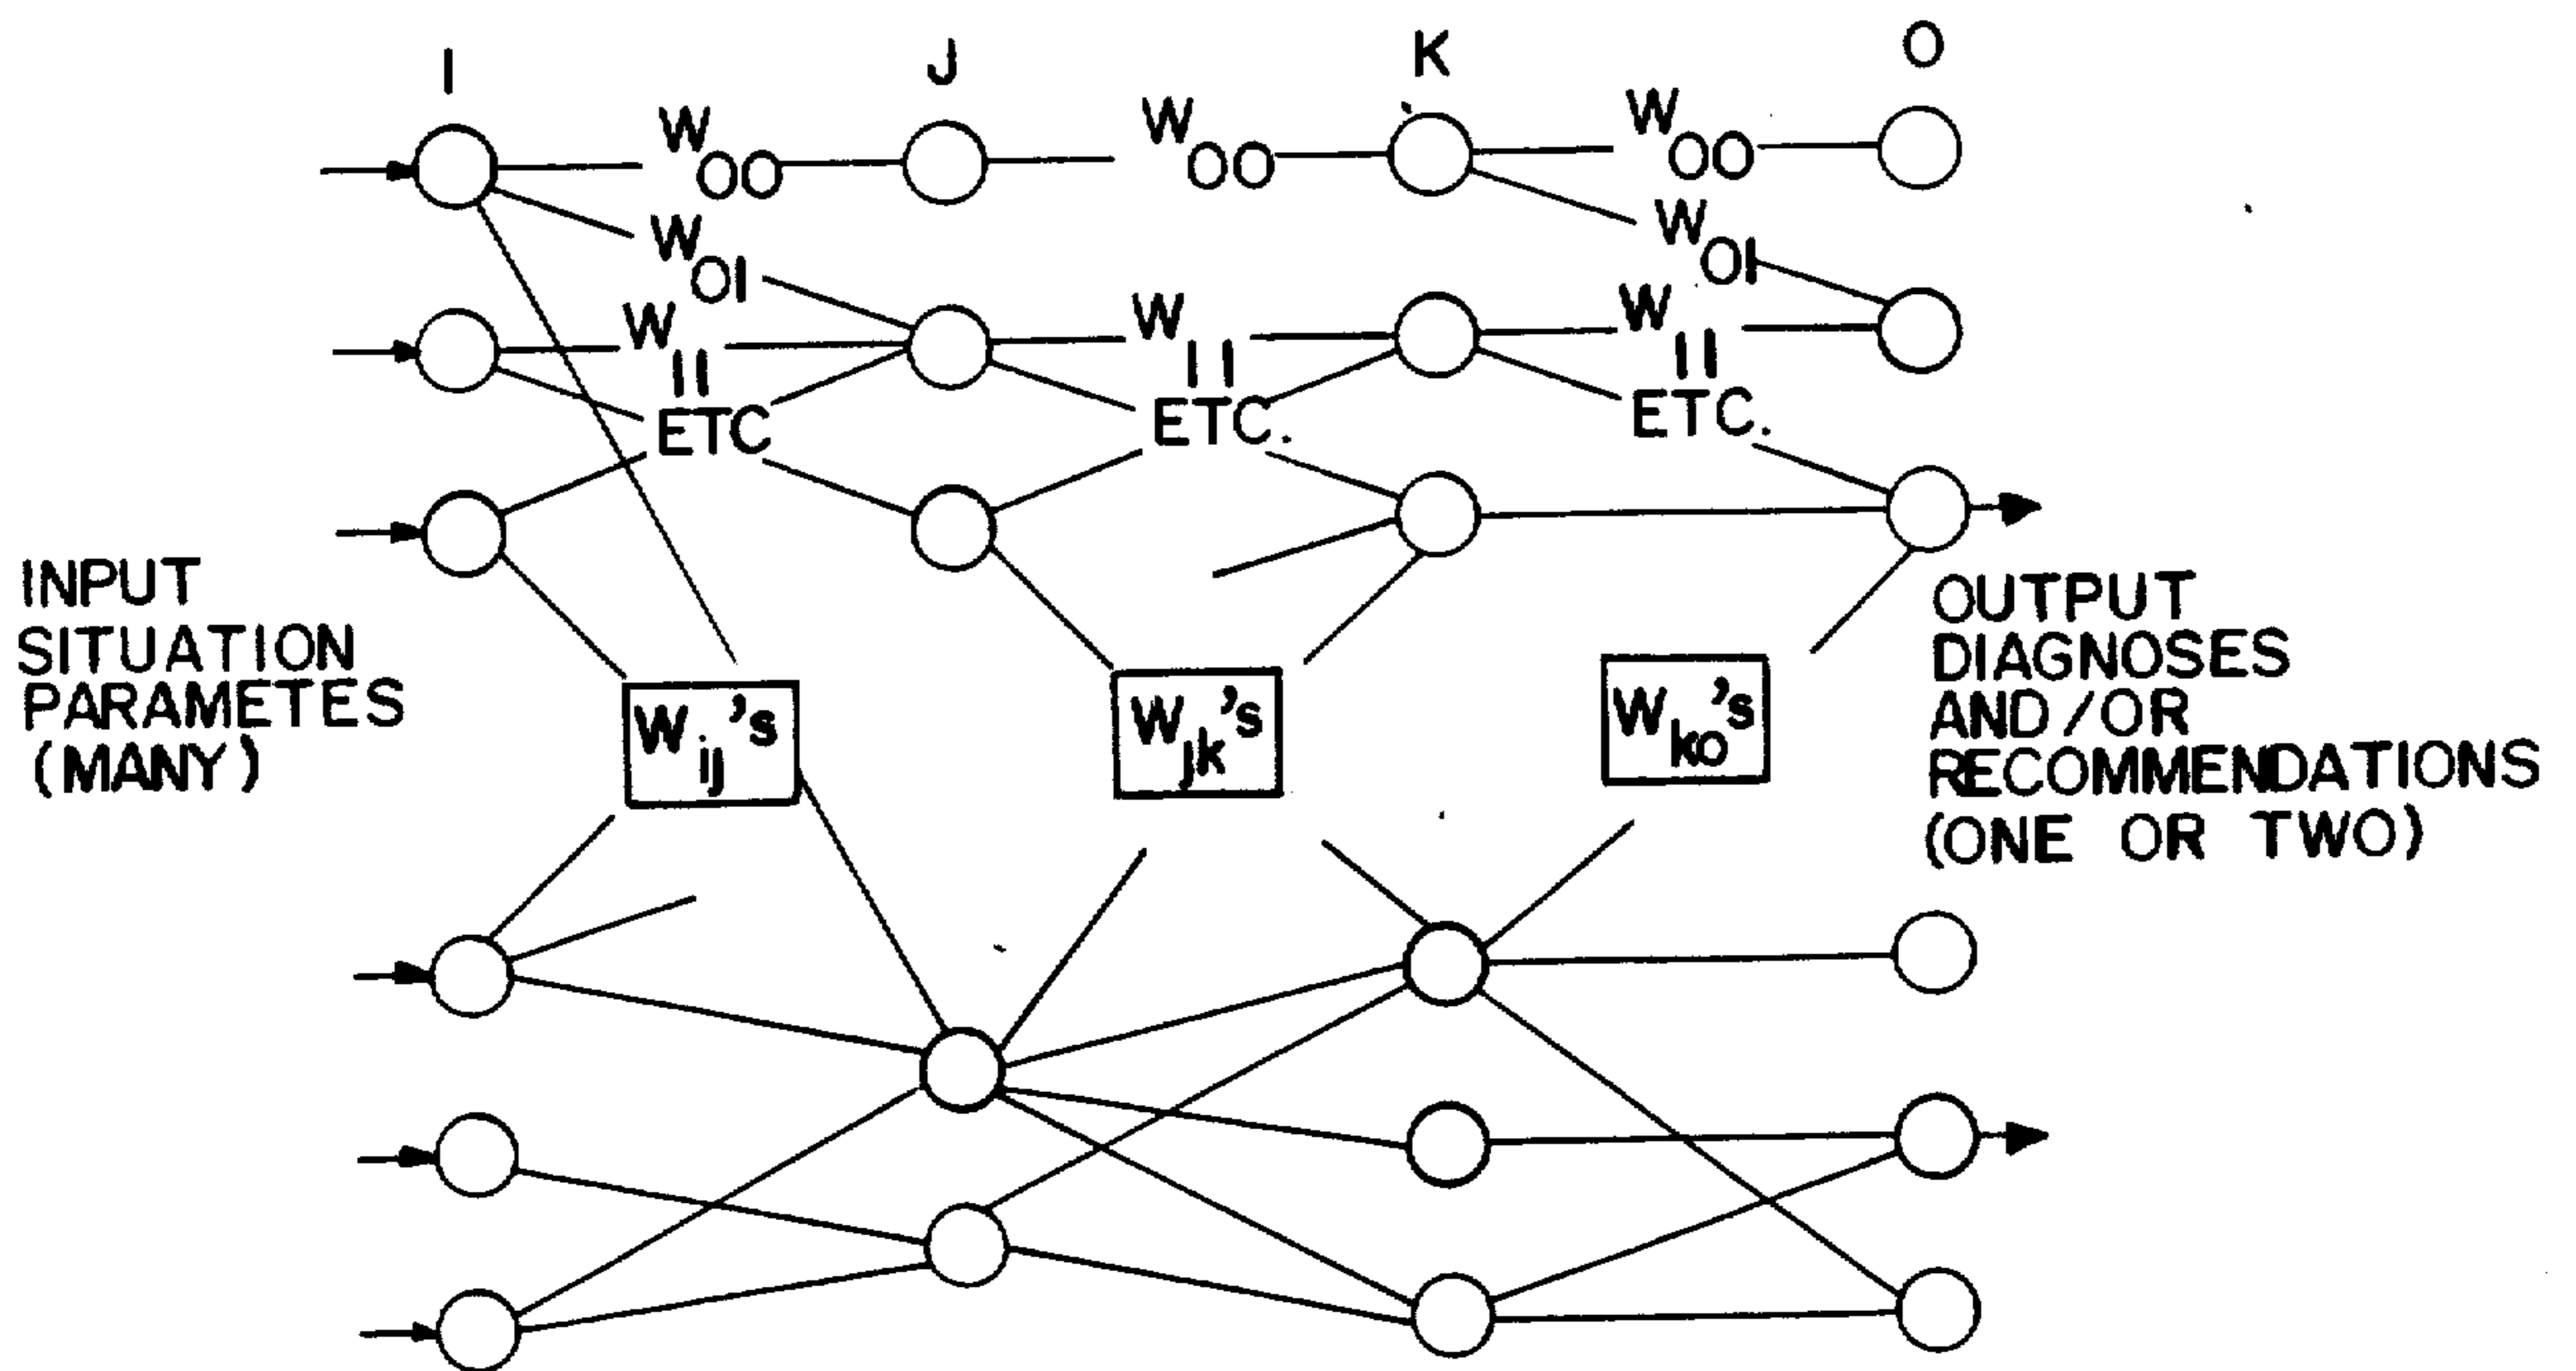 I J K O
W00 W00 W00
W01 W01
W11 W11 W11
ETC ETC. ETC.
INPUT
SITUATION
PARAMETES
(MANY)
Wij's Wjk's Wko's
OUTPUT
DIAGNOSES
AND/OR
RECOMMENDATIONS
(ONE OR TWO)